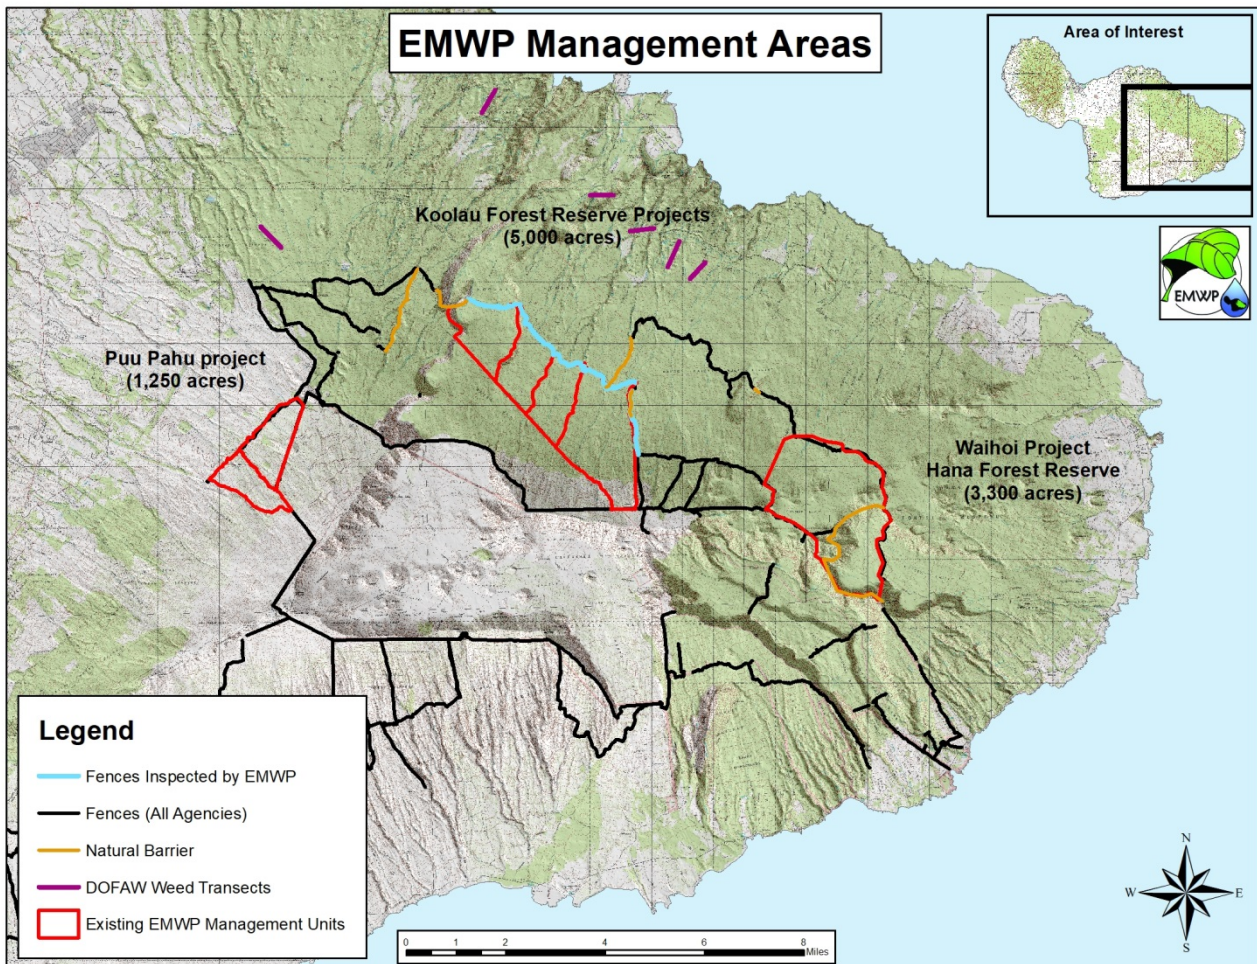 EMWP Management Areas
Area of Interest
EMWP
Koolau Forest Reserve Projects
(5,000 acres)
Puu Pahu project
(1,250 acres)
Waihoi Project
Hana Forest Reserve
(3,300 acres)
Legend
Fences Inspected by EMWP
Fences (All Agencies)
Natural Barrier
DOFAW Weed Transects
Existing EMWP Management Units
0 1 2 4 6 8
Miles
N
W E
S